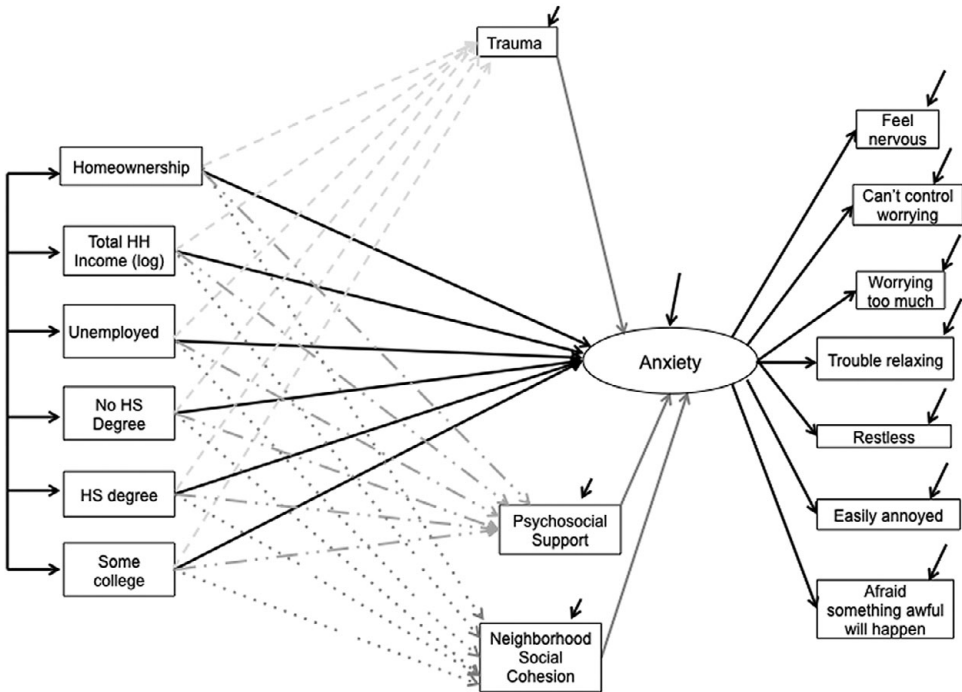 Trauma
Homeownership
Total HH
Income (log)
Unemployed
No HS
Degree
HS degree
Some
college
Anxiety
Psychosocial
Support
Neighborhood
Social
Cohesion
Feel
nervous
Can't control
worrying
Worrying
too much
Trouble relaxing
Restless
Easily annoyed
Afraid
something awful
will happen